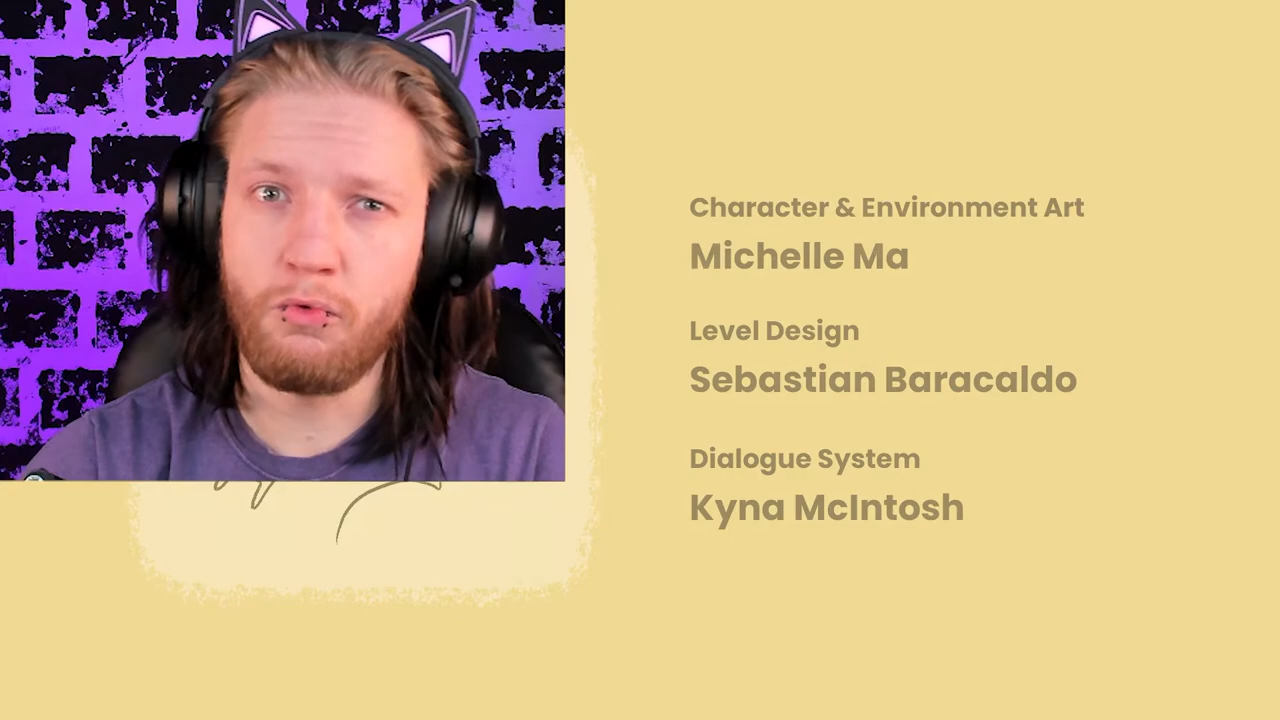 Character & Environment Art
Michelle Ma
Level Design
Sebastian Baracaldo
Dialogue System
Kyna McIntosh